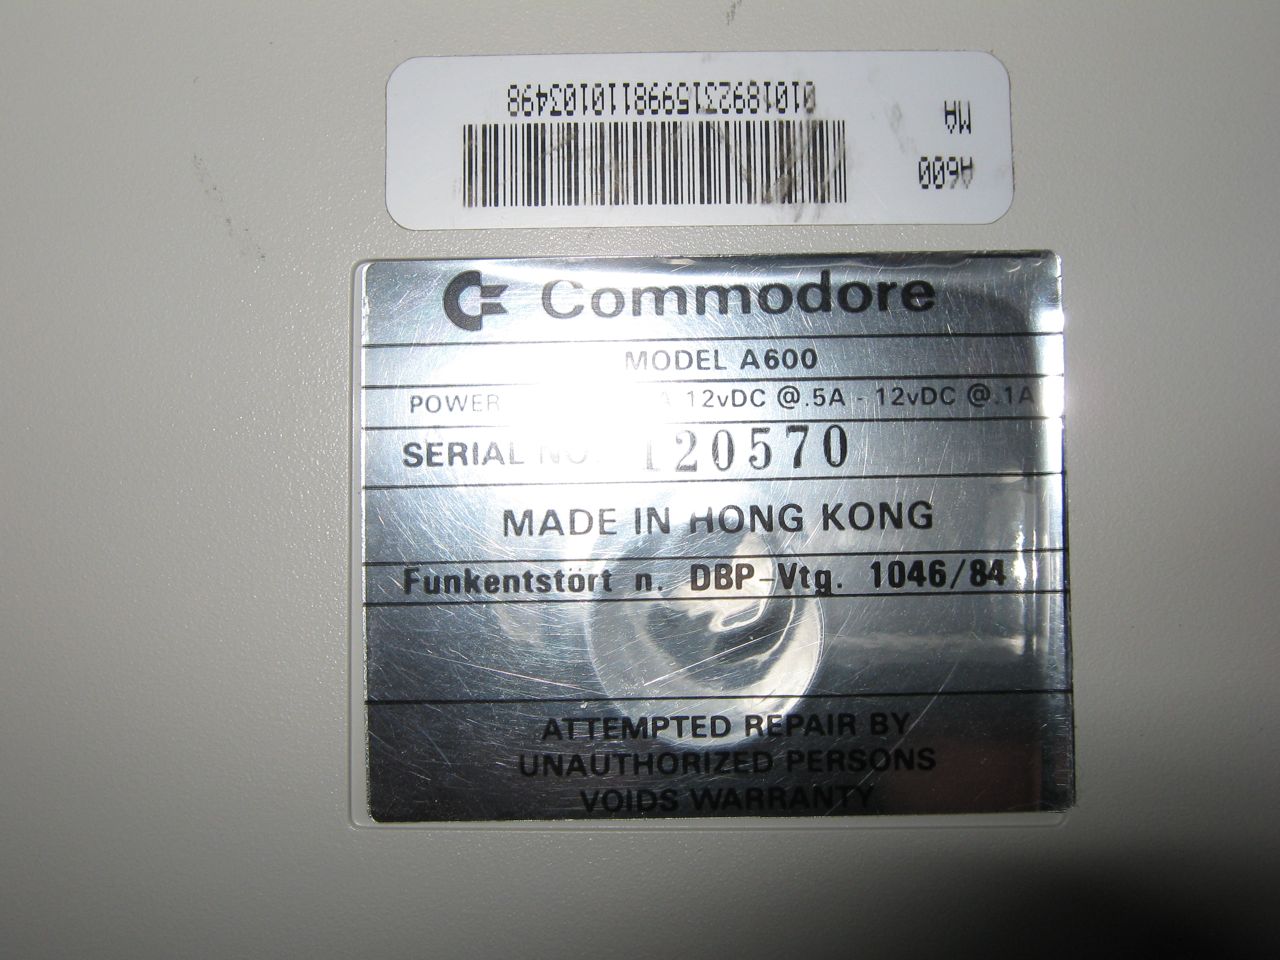 A600
MA
0101892315998110103498
Commodore
MODEL A600
POWER 12vDC @.5A - 12vDC @.1A
SERIAL NO. 120570
MADE IN HONG KONG
Funkentstört n. DBP-Vtg. 1046/84
ATTEMPTED REPAIR BY
UNAUTHORIZED PERSONS
VOIDS WARRANTY